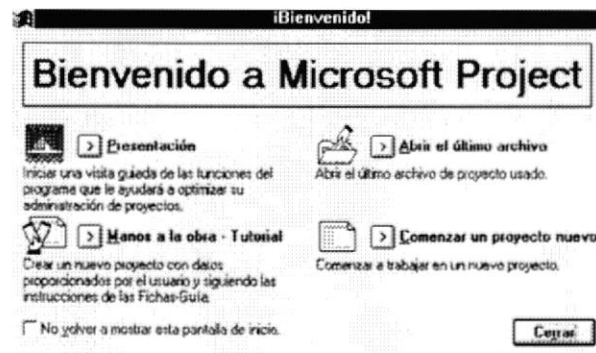 ¡Bienvenido!
Bienvenido a Microsoft Project
Presentación
Iniciar una visita guiada de las funciones del
programa que le ayudará a optimizar su
administración de proyectos.
Abrir el último archivo
Abrir el último archivo de proyecto usado.
Manos a la obra - Tutorial
Crear un nuevo proyecto con datos
proporcionados por el usuario y siguiendo las
instrucciones de las Fichas-Guía.
Comenzar un proyecto nuevo
Comenzar a trabajar en un nuevo proyecto.
No volver a mostrar esta pantalla de inicio.
Cerrar